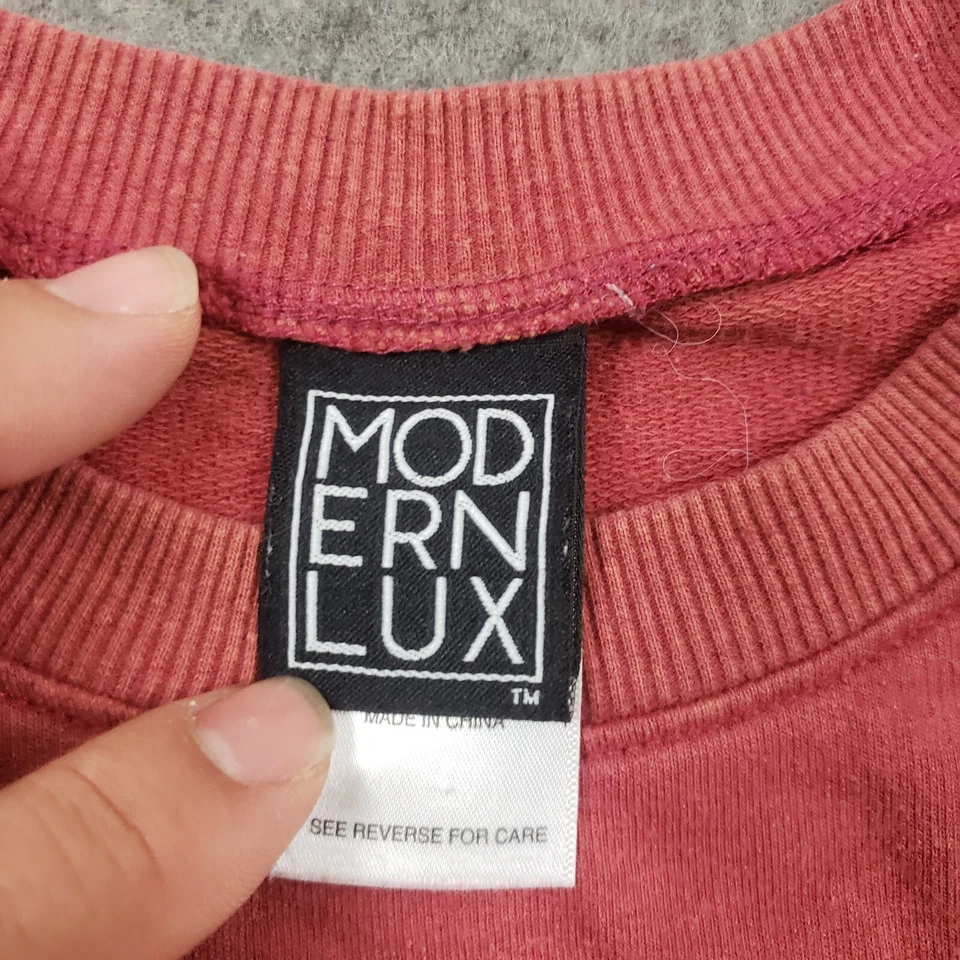 MOD
ERN
LUX
TM
MADE IN CHINA
SEE REVERSE FOR CARE